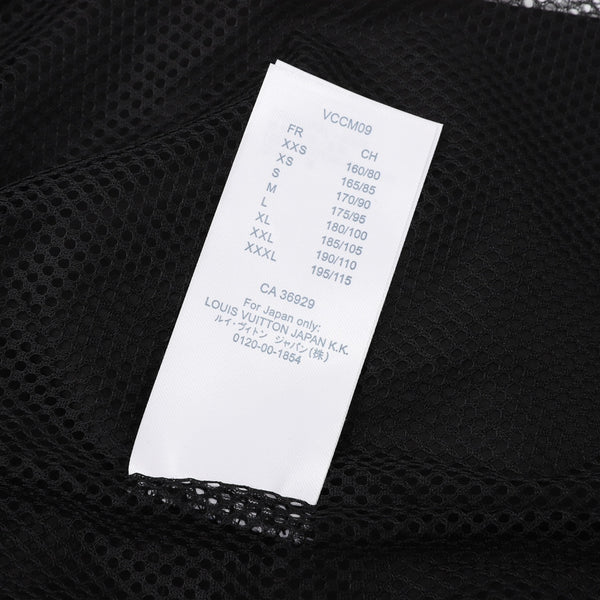 VCCM09
FR CH
XXS 160/80
XS 165/85
S 170/90
M 175/95
L 180/100
XL 185/105
XXL 190/110
XXXL 195/115
CA 36929
For Japan only:
LOUIS VUITTON JAPAN K.K.
ルイ・ヴィトン ジャパン(株)
0120-00-1854